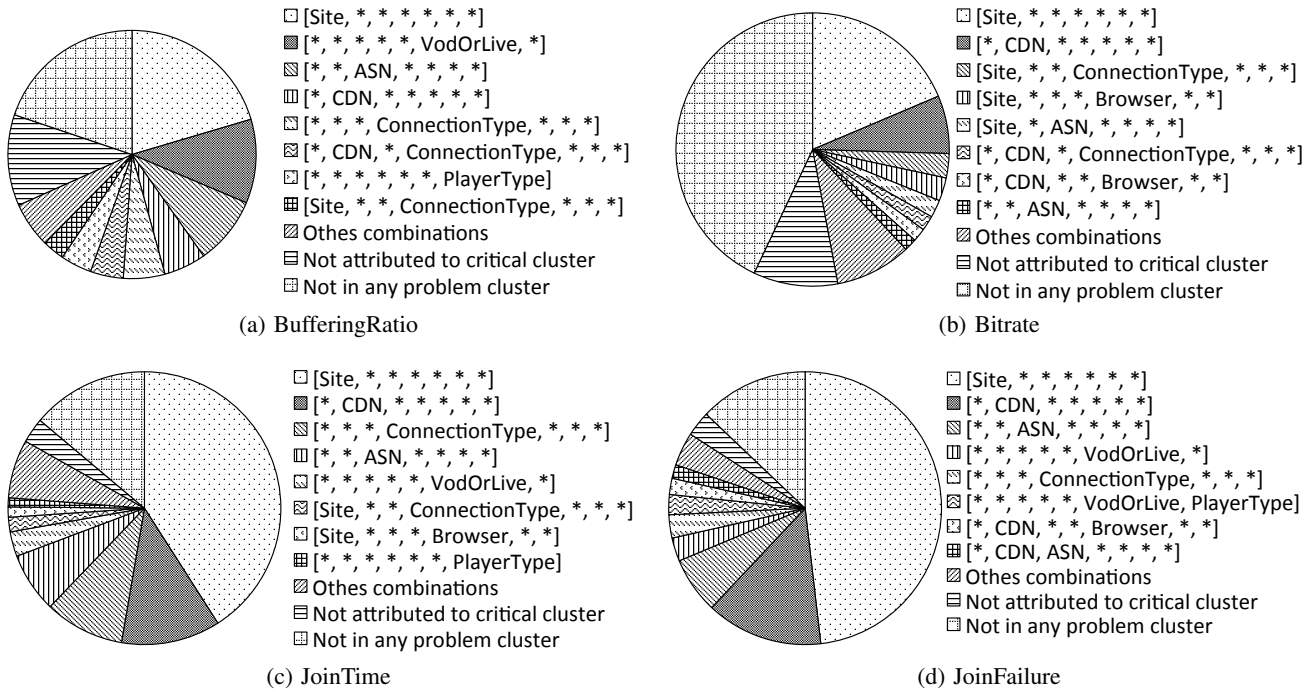 [Site, *, *, *, *, *, *]
[*, *, *, *, *, VodOrLive, *]
[*, *, ASN, *, *, *, *]
[*, CDN, *, *, *, *, *]
[*, *, *, ConnectionType, *, *, *]
[*, CDN, *, ConnectionType, *, *, *]
[*, *, *, *, *, *, PlayerType]
[Site, *, *, ConnectionType, *, *, *]
Othes combinations
Not attributed to critical cluster
Not in any problem cluster
(a) BufferingRatio
[Site, *, *, *, *, *, *]
[*, CDN, *, *, *, *, *]
[Site, *, *, ConnectionType, *, *, *]
[Site, *, *, *, Browser, *, *]
[Site, *, ASN, *, *, *, *]
[*, CDN, *, ConnectionType, *, *, *]
[*, CDN, *, *, Browser, *, *]
[*, *, ASN, *, *, *, *]
Othes combinations
Not attributed to critical cluster
Not in any problem cluster
(b) Bitrate
[Site, *, *, *, *, *, *]
[*, CDN, *, *, *, *, *]
[*, *, *, ConnectionType, *, *, *]
[*, *, ASN, *, *, *, *]
[*, *, *, *, *, VodOrLive, *]
[Site, *, *, ConnectionType, *, *, *]
[Site, *, *, *, Browser, *, *]
[*, *, *, *, *, *, PlayerType]
Othes combinations
Not attributed to critical cluster
Not in any problem cluster
(c) JoinTime
[Site, *, *, *, *, *, *]
[*, CDN, *, *, *, *, *]
[*, *, ASN, *, *, *, *]
[*, *, *, *, *, VodOrLive, *]
[*, *, *, ConnectionType, *, *, *]
[*, *, *, *, *, VodOrLive, PlayerType]
[*, CDN, *, *, Browser, *, *]
[*, CDN, ASN, *, *, *, *]
Othes combinations
Not attributed to critical cluster
Not in any problem cluster
(d) JoinFailure